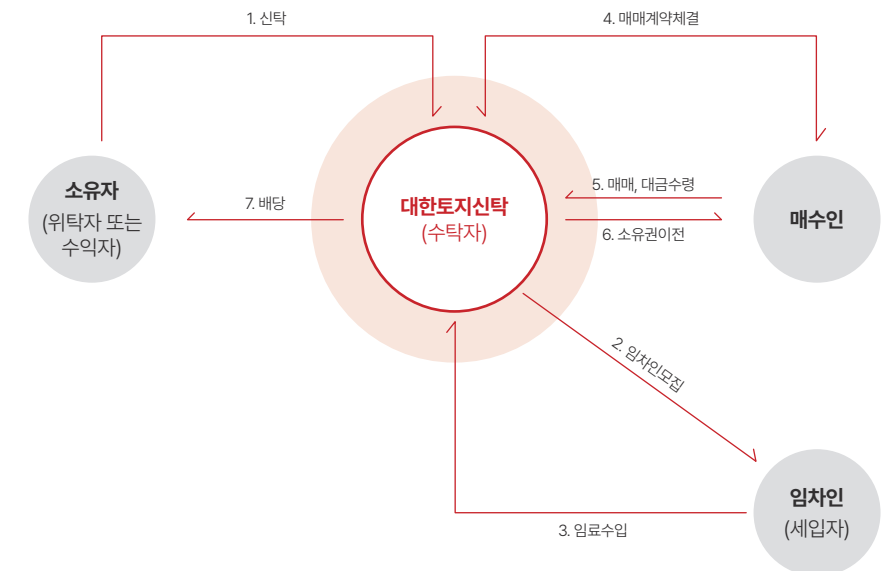 1. 신탁
4. 매매계약체결
소유자
(위탁자 또는
수익자)
7. 배당
대한토지신탁
(수탁자)
5. 매매, 대금수령
6. 소유권이전
매수인
2. 임차인모집
3. 임료수입
임차인
(세입자)